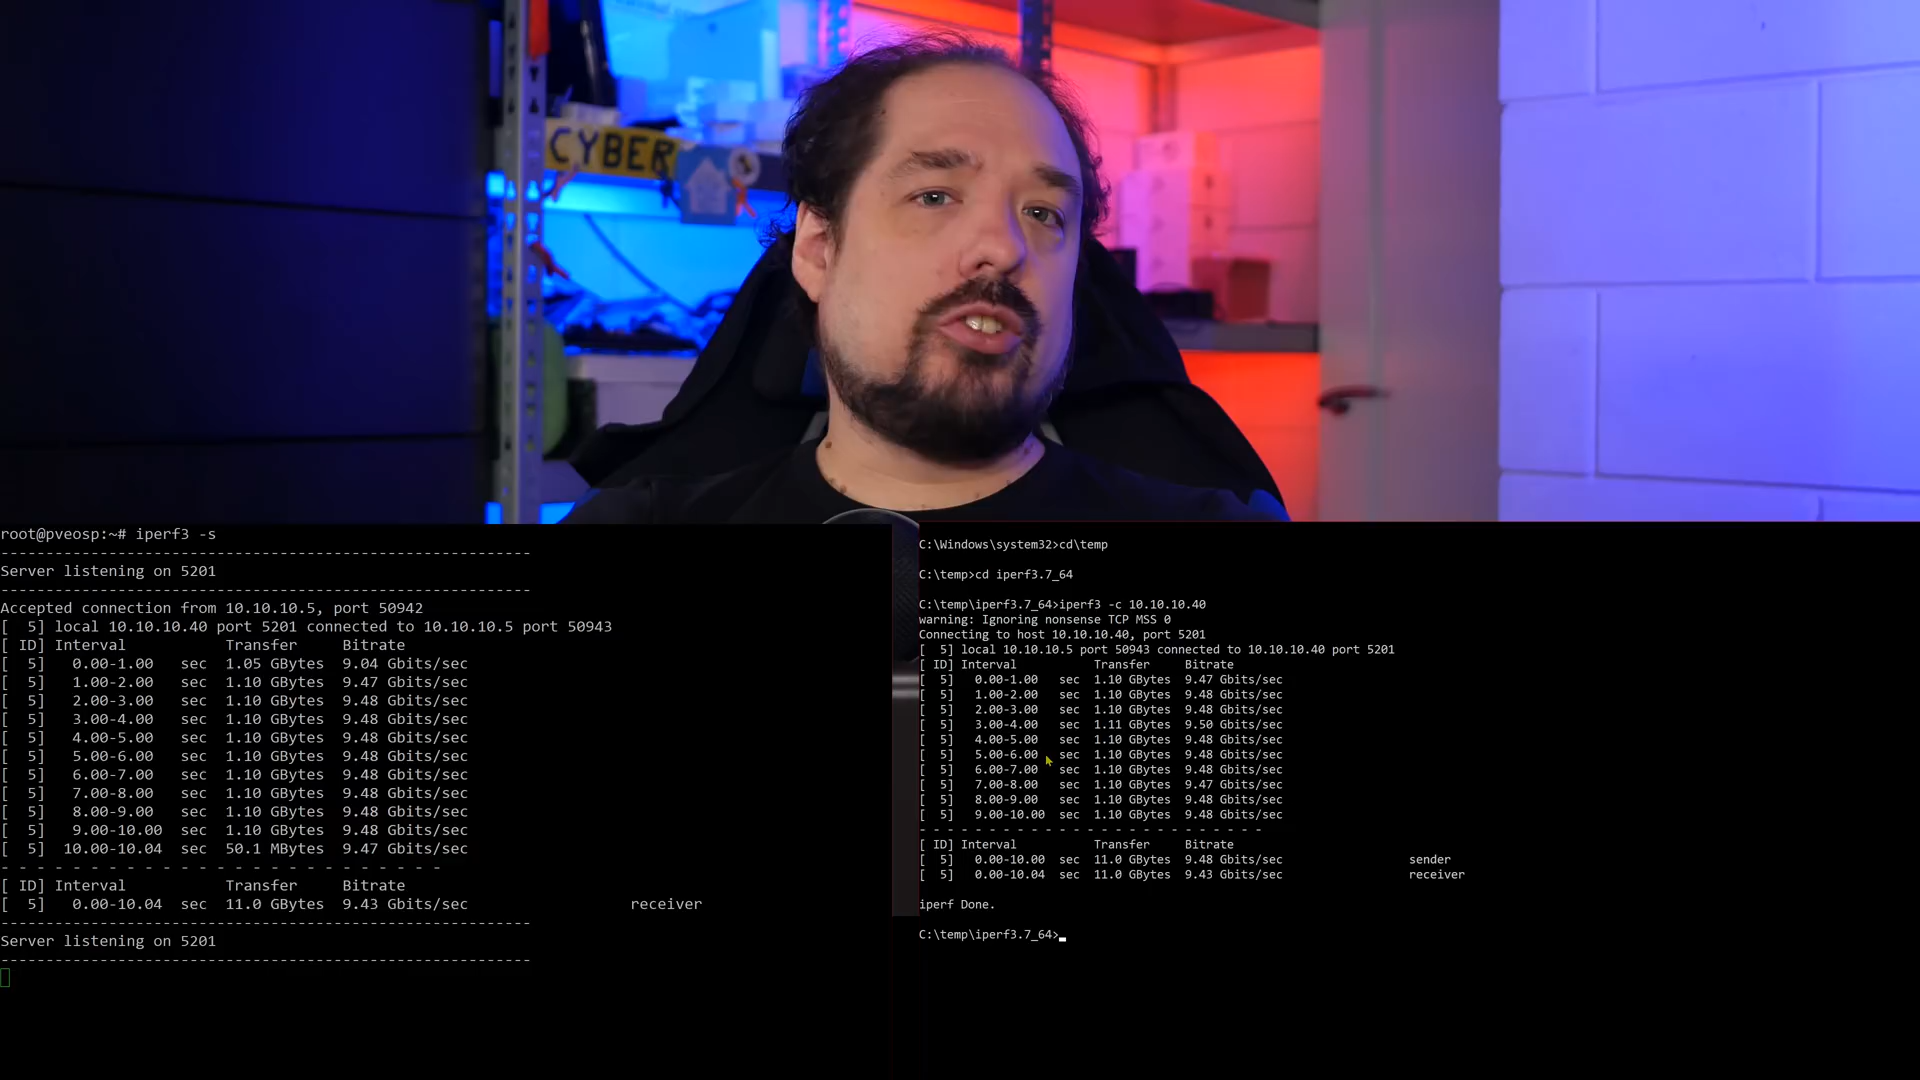 CYBER
root@pveosp:~# iperf3 -s
-----------------------------------------------------------
Server listening on 5201
-----------------------------------------------------------
Accepted connection from 10.10.10.5, port 50942
[  5] local 10.10.10.40 port 5201 connected to 10.10.10.5 port 50943
[ ID] Interval           Transfer     Bitrate
[  5]   0.00-1.00   sec  1.05 GBytes  9.04 Gbits/sec
[  5]   1.00-2.00   sec  1.10 GBytes  9.47 Gbits/sec
[  5]   2.00-3.00   sec  1.10 GBytes  9.48 Gbits/sec
[  5]   3.00-4.00   sec  1.10 GBytes  9.48 Gbits/sec
[  5]   4.00-5.00   sec  1.10 GBytes  9.48 Gbits/sec
[  5]   5.00-6.00   sec  1.10 GBytes  9.48 Gbits/sec
[  5]   6.00-7.00   sec  1.10 GBytes  9.48 Gbits/sec
[  5]   7.00-8.00   sec  1.10 GBytes  9.48 Gbits/sec
[  5]   8.00-9.00   sec  1.10 GBytes  9.48 Gbits/sec
[  5]   9.00-10.00  sec  1.10 GBytes  9.48 Gbits/sec
[  5]  10.00-10.04  sec  50.1 MBytes  9.47 Gbits/sec
- - - - - - - - - - - - - - - - - - - - - - - - -
[ ID] Interval           Transfer     Bitrate
[  5]   0.00-10.04  sec  11.0 GBytes  9.43 Gbits/sec                  receiver
-----------------------------------------------------------
Server listening on 5201
-----------------------------------------------------------
C:\Windows\system32>cd\temp
C:\temp>cd iperf3.7_64
C:\temp\iperf3.7_64>iperf3 -c 10.10.10.40
warning: Ignoring nonsense TCP MSS 0
Connecting to host 10.10.10.40, port 5201
[  5] local 10.10.10.5 port 50943 connected to 10.10.10.40 port 5201
[ ID] Interval           Transfer     Bitrate
[  5]   0.00-1.00   sec  1.10 GBytes  9.47 Gbits/sec
[  5]   1.00-2.00   sec  1.10 GBytes  9.48 Gbits/sec
[  5]   2.00-3.00   sec  1.10 GBytes  9.48 Gbits/sec
[  5]   3.00-4.00   sec  1.11 GBytes  9.50 Gbits/sec
[  5]   4.00-5.00   sec  1.10 GBytes  9.48 Gbits/sec
[  5]   5.00-6.00   sec  1.10 GBytes  9.48 Gbits/sec
[  5]   6.00-7.00   sec  1.10 GBytes  9.48 Gbits/sec
[  5]   7.00-8.00   sec  1.10 GBytes  9.47 Gbits/sec
[  5]   8.00-9.00   sec  1.10 GBytes  9.48 Gbits/sec
[  5]   9.00-10.00  sec  1.10 GBytes  9.48 Gbits/sec
- - - - - - - - - - - - - - - - - - - - - - - - -
[ ID] Interval           Transfer     Bitrate
[  5]   0.00-10.00  sec  11.0 GBytes  9.48 Gbits/sec                  sender
[  5]   0.00-10.04  sec  11.0 GBytes  9.43 Gbits/sec                  receiver
iperf Done.
C:\temp\iperf3.7_64>